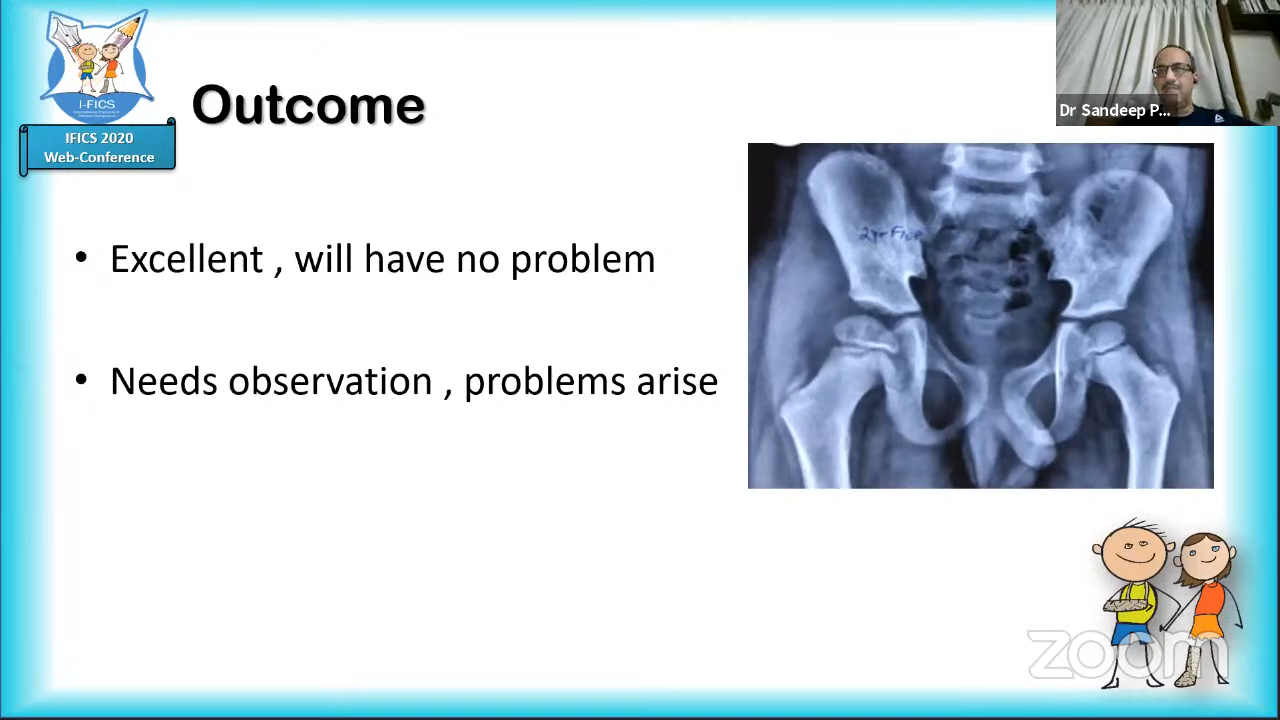 I-FICS
IFICS 2020
Web-Conference
Outcome
Dr Sandeep P...
• Excellent , will have no problem
• Needs observation , problems arise
zoom